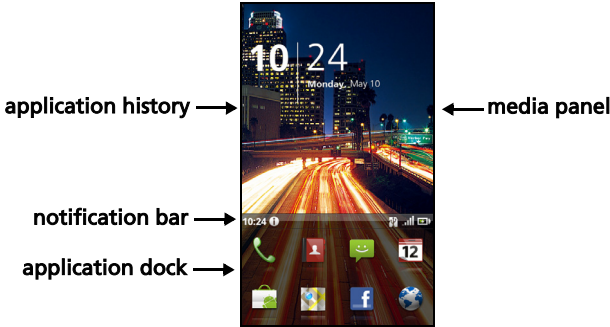 10 24
Monday, May 10
application history
media panel
notification bar
10:24
application dock
12